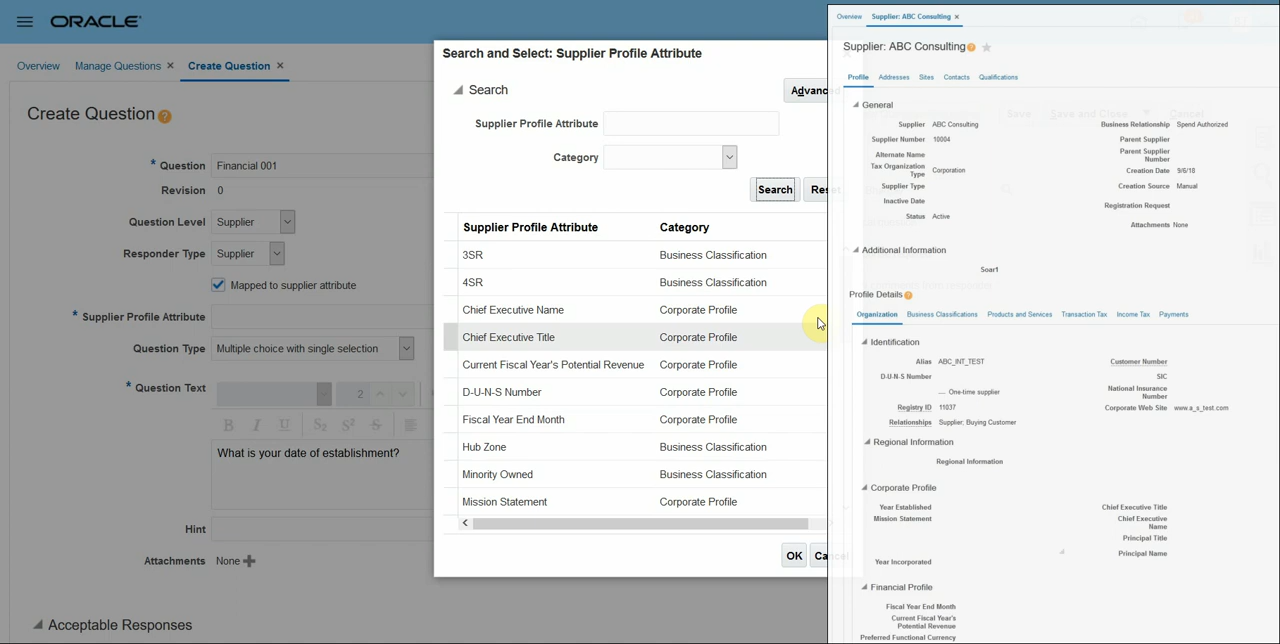 ORACLE
Overview
Manage Questions
Create Question
Create Question
* Question Financial 001
Revision 0
Question Level Supplier
Responder Type Supplier
Mapped to supplier attribute
* Supplier Profile Attribute
Question Type Multiple choice with single selection
* Question Text
2
B I U S2 S2 S
What is your date of establishment?
Hint
Attachments None
Acceptable Responses
Search and Select: Supplier Profile Attribute
Search
Advanced
Supplier Profile Attribute
Category
Search Reset
Supplier Profile Attribute Category
3SR Business Classification
4SR Business Classification
Chief Executive Name Corporate Profile
Chief Executive Title Corporate Profile
Current Fiscal Year's Potential Revenue Corporate Profile
D-U-N-S Number Corporate Profile
Fiscal Year End Month Corporate Profile
Hub Zone Business Classification
Minority Owned Business Classification
Mission Statement Corporate Profile
OK Cancel
Overview Supplier: ABC Consulting
Supplier: ABC Consulting
Profile Addresses Sites Contacts Qualifications
Save Save and Close Cancel
General
Supplier ABC Consulting
Supplier Number 10004
Alternate Name
Tax Organization
Type
Corporation
Supplier Type
Inactive Date
Status Active
Business Relationship Spend Authorized
Parent Supplier
Parent Supplier
Number
Creation Date 9/6/18
Creation Source Manual
Registration Request
Attachments None
Additional Information
Soar1
Profile Details
Organization Business Classifications Products and Services Transaction Tax Income Tax Payments
Identification
Alias ABC_INT_TEST
D-U-N-S Number
One-time supplier
Registry ID 11037
Relationships Supplier; Buying Customer
Customer Number
SIC
National Insurance
Number
Corporate Web Site www.a_s_test.com
Regional Information
Regional Information
Corporate Profile
Year Established
Mission Statement
Year Incorporated
Chief Executive Title
Chief Executive
Name
Principal Title
Principal Name
Financial Profile
Fiscal Year End Month
Current Fiscal Year's
Potential Revenue
Preferred Functional Currency